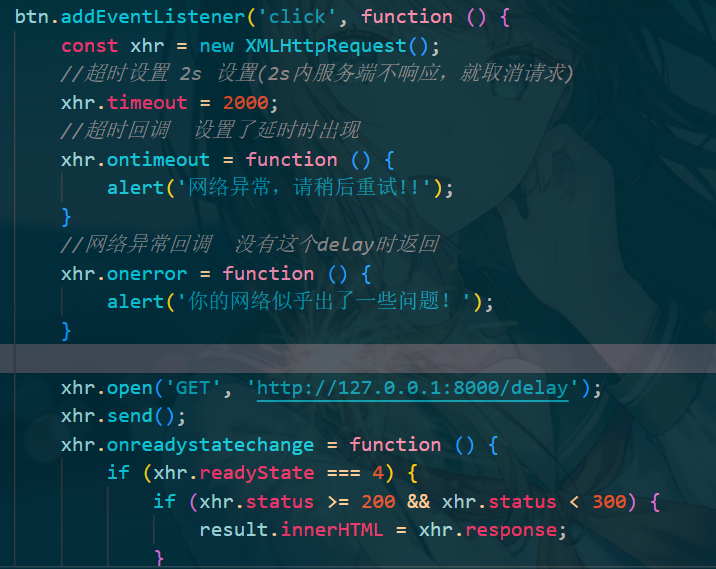 btn.addEventListener('click', function () {
    const xhr = new XMLHttpRequest();
    //超时设置 2s 设置(2s内服务端不响应，就取消请求)
    xhr.timeout = 2000;
    //超时回调  设置了延时时出现
    xhr.ontimeout = function () {
        alert('网络异常，请稍后重试!!');
    }
    //网络异常回调  没有这个delay时返回
    xhr.onerror = function () {
        alert('你的网络似乎出了一些问题！');
    }
    xhr.open('GET', 'http://127.0.0.1:8000/delay');
    xhr.send();
    xhr.onreadystatechange = function () {
        if (xhr.readyState === 4) {
            if (xhr.status >= 200 && xhr.status < 300) {
                result.innerHTML = xhr.response;
            }